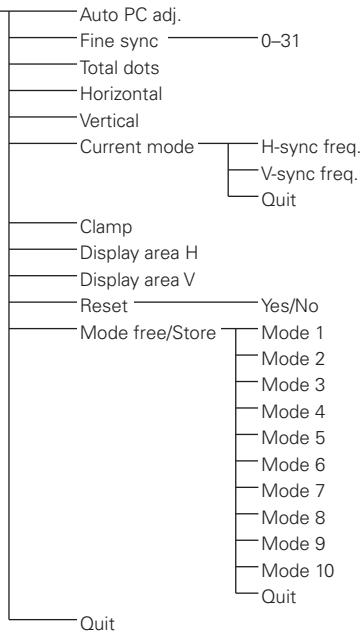 Auto PC adj.
Fine sync 0–31
Total dots
Horizontal
Vertical
Current mode H-sync freq.
V-sync freq.
Quit
Clamp
Display area H
Display area V
Reset Yes/No
Mode free/Store Mode 1
Mode 2
Mode 3
Mode 4
Mode 5
Mode 6
Mode 7
Mode 8
Mode 9
Mode 10
Quit
Quit